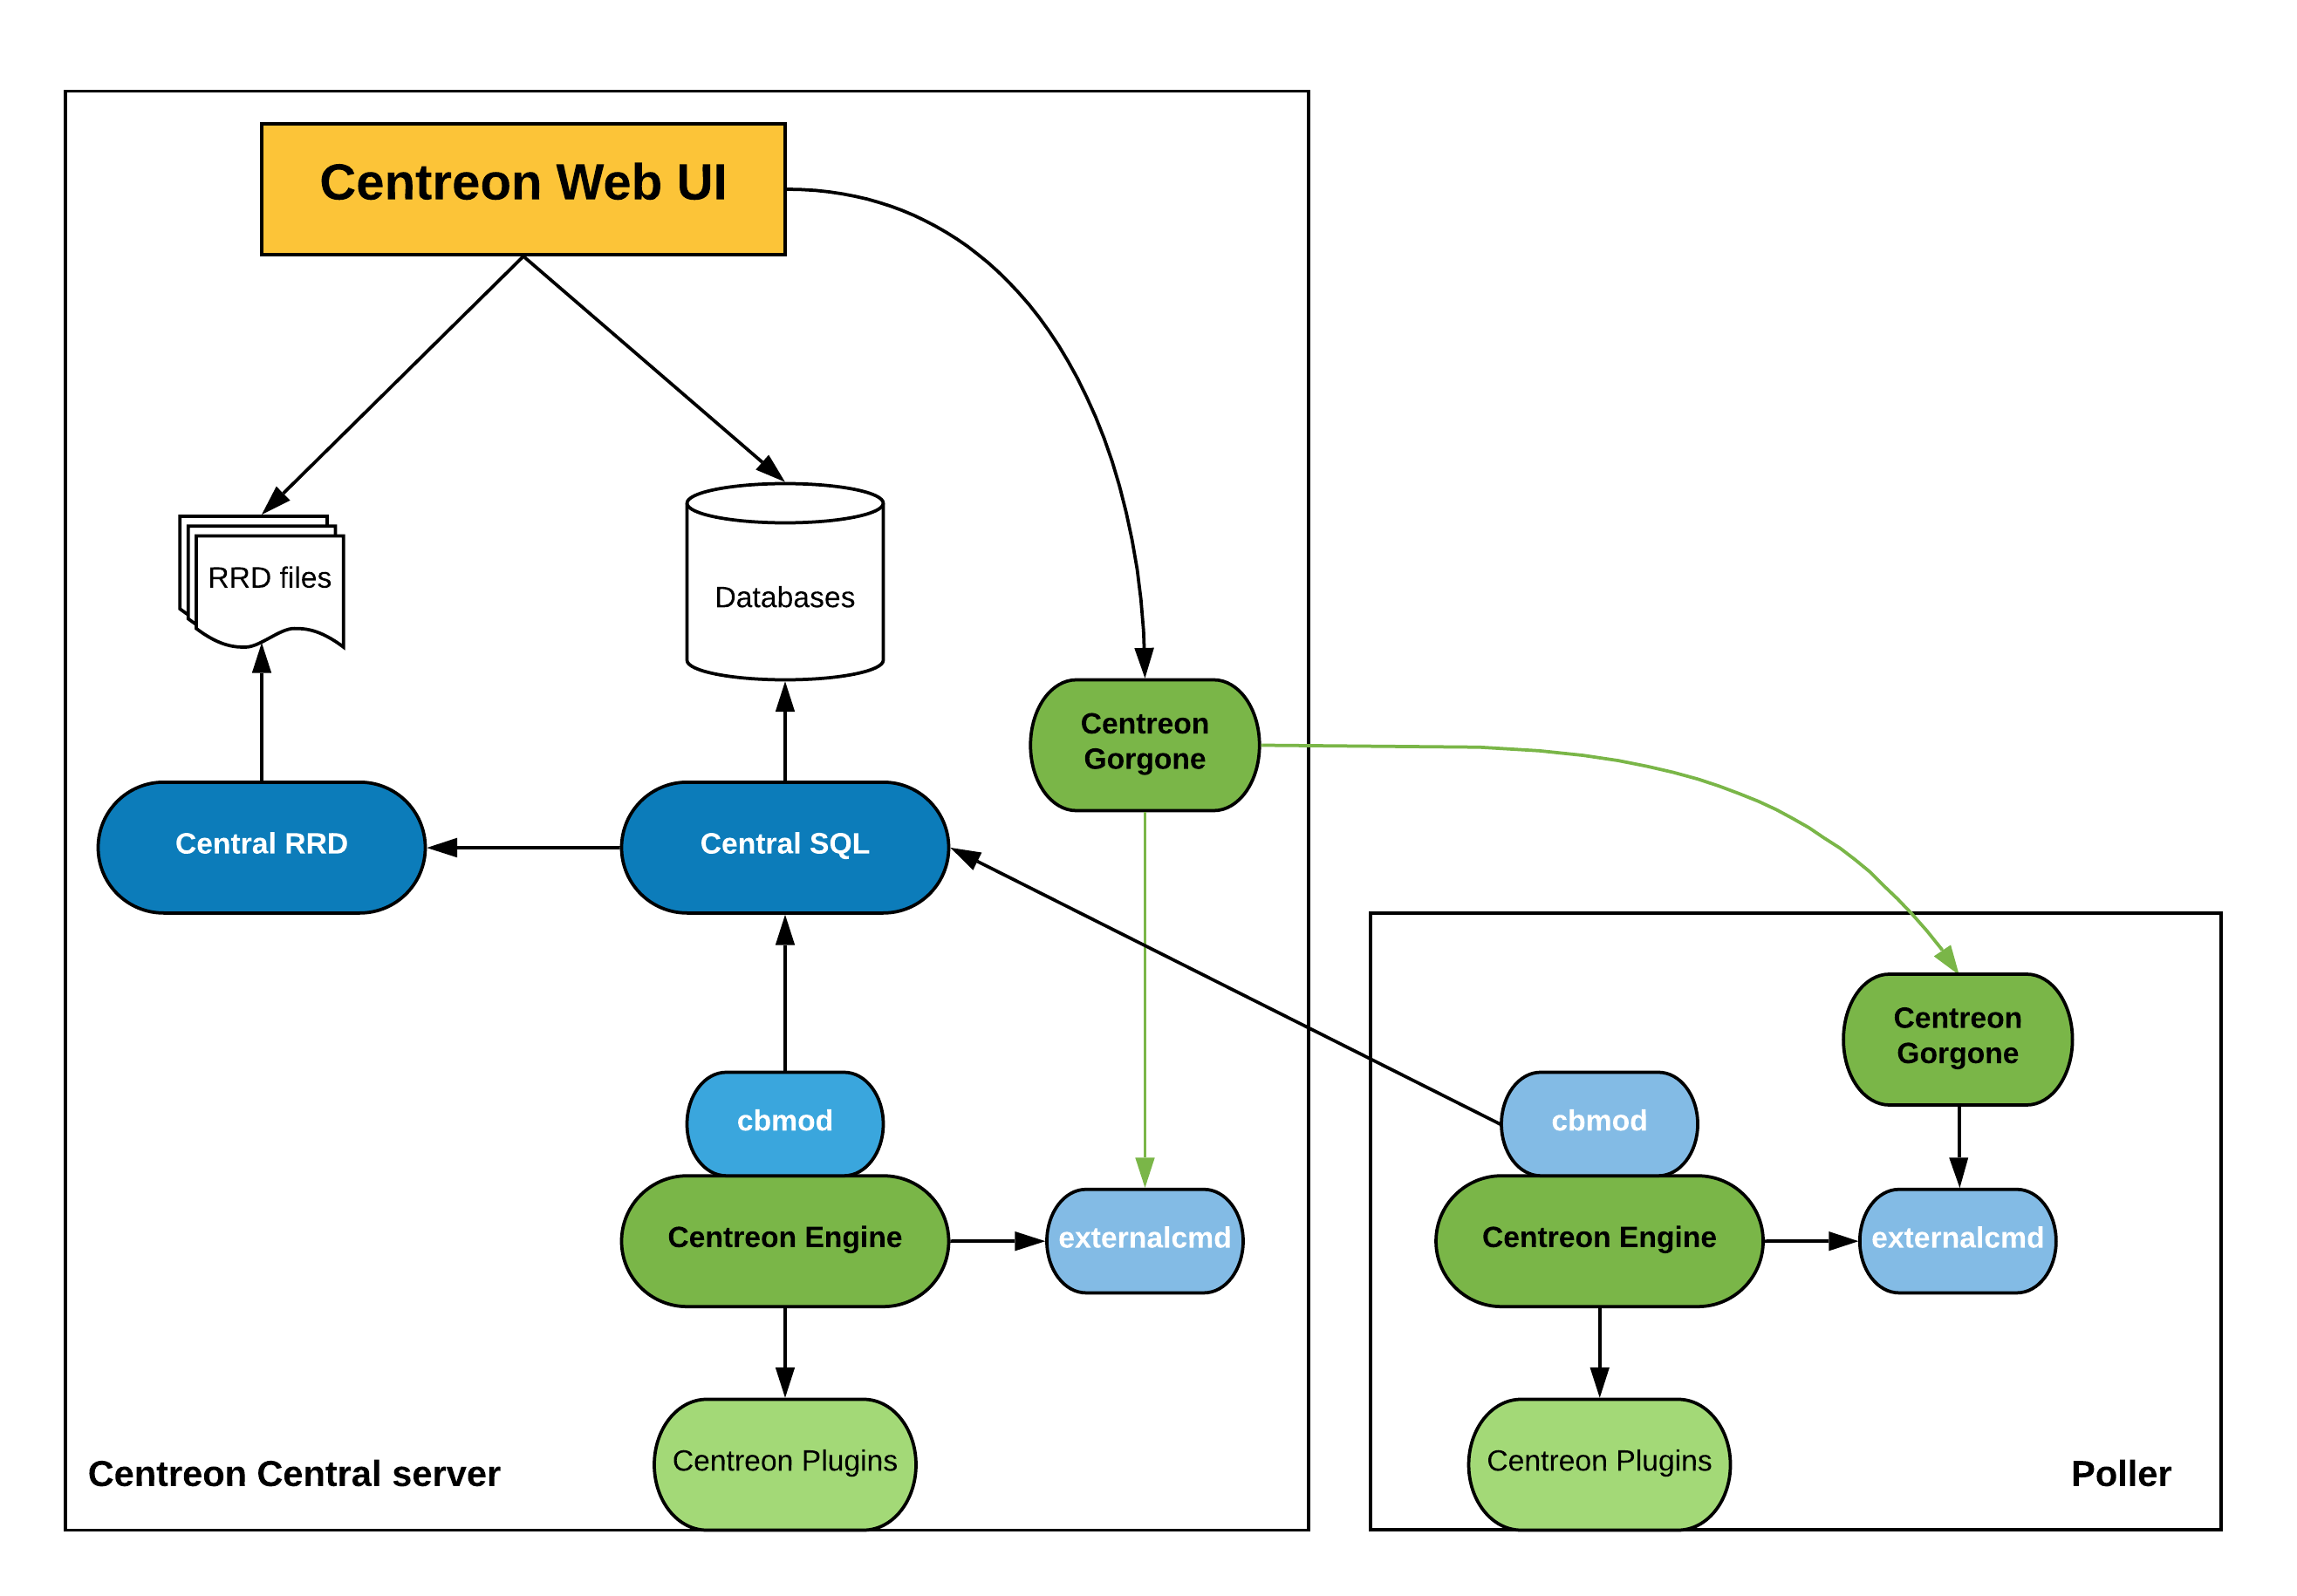 Centreon Web UI
RRD files
Databases
Centreon
Gorgone
Central RRD
Central SQL
Centreon
Gorgone
cbmod
cbmod
Centreon Engine
externalcmd
Centreon Engine
externalcmd
Centreon Plugins
Centreon Plugins
Centreon Central server
Poller